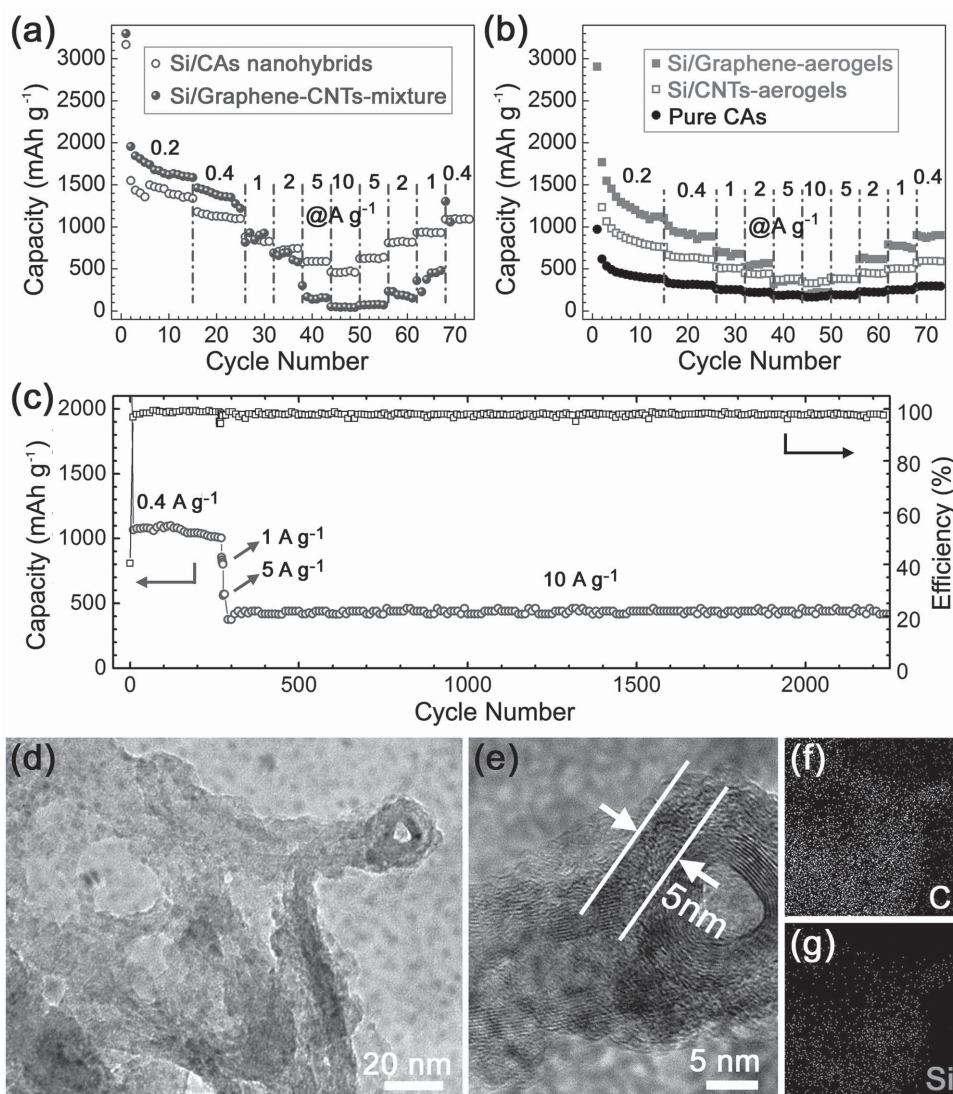 (a)
Capacity (mAh g⁻¹)
3000
2500
2000
1500
1000
500
0
Si/CAs nanohybrids
Si/Graphene-CNTs-mixture
0.2
0.4
1
2
5
10
5
2
1
0.4
@A g⁻¹
0 10 20 30 40 50 60 70
Cycle Number
(b)
Capacity (mAh g⁻¹)
3000
2500
2000
1500
1000
500
0
Si/Graphene-aerogels
Si/CNTs-aerogels
Pure CAs
0.2
0.4
1
2
5
10
5
2
1
0.4
@A g⁻¹
0 10 20 30 40 50 60 70
Cycle Number
(c)
Capacity (mAh g⁻¹)
2000
1500
1000
500
0
0.4 A g⁻¹
1 A g⁻¹
5 A g⁻¹
10 A g⁻¹
100
80
60
40
20
0
Efficiency (%)
0 500 1000 1500 2000
Cycle Number
(d)
20 nm
(e)
5nm
5 nm
(f)
C
(g)
Si